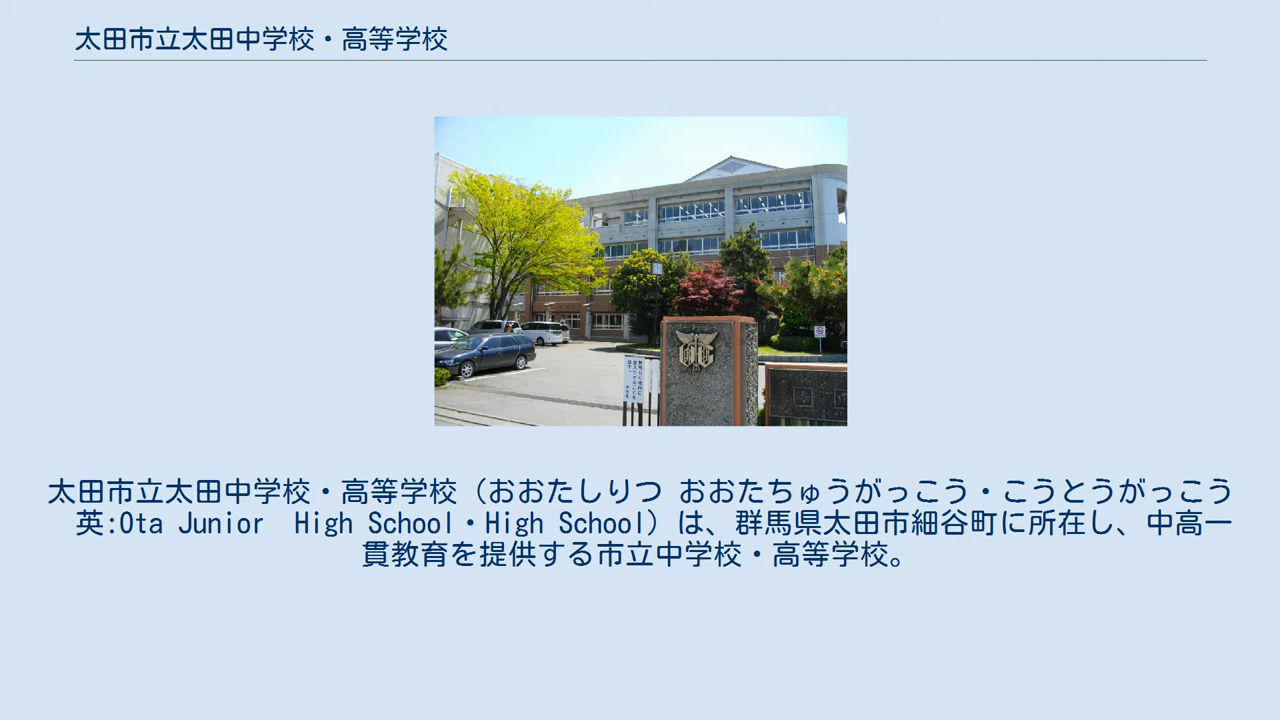 太田市立太田中学校・高等学校
太田市立太田中学校・高等学校（おおたしりつ おおたちゅうがっこう・こうとうがっこう
英:Ota Junior　High School・High School）は、群馬県太田市細谷町に所在し、中高一
貫教育を提供する市立中学校・高等学校。